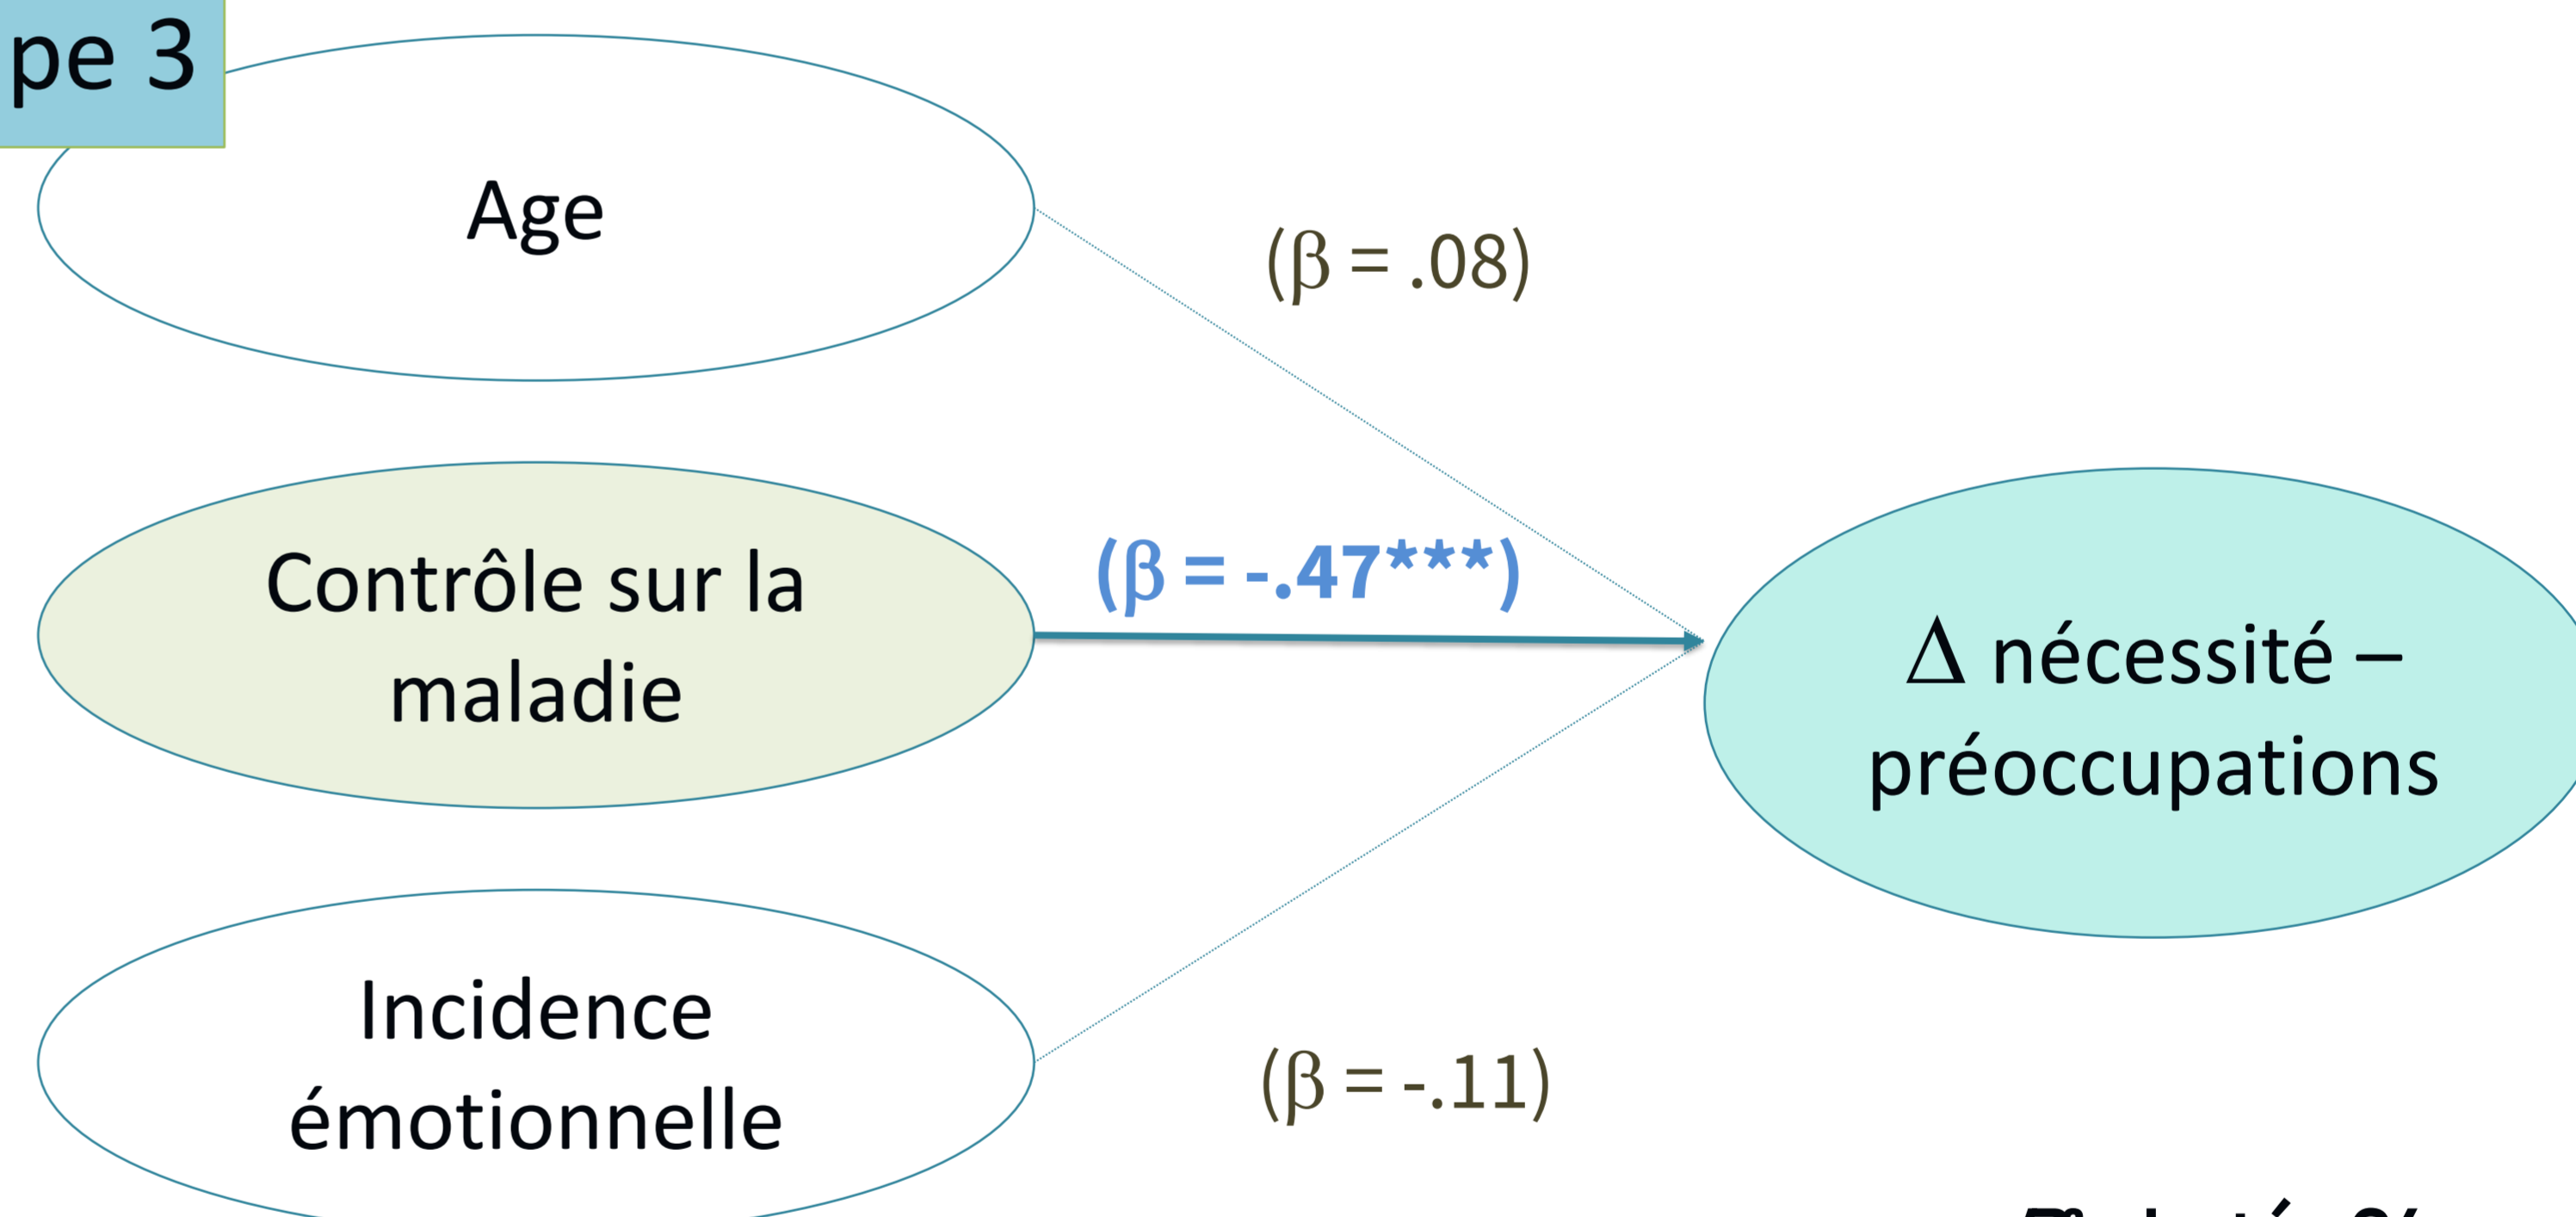 pe 3
Age
(β = .08)
Contrôle sur la
maladie
(β = -.47***)
Δ nécessité –
préoccupations
Incidence
émotionnelle
(β = -.11)